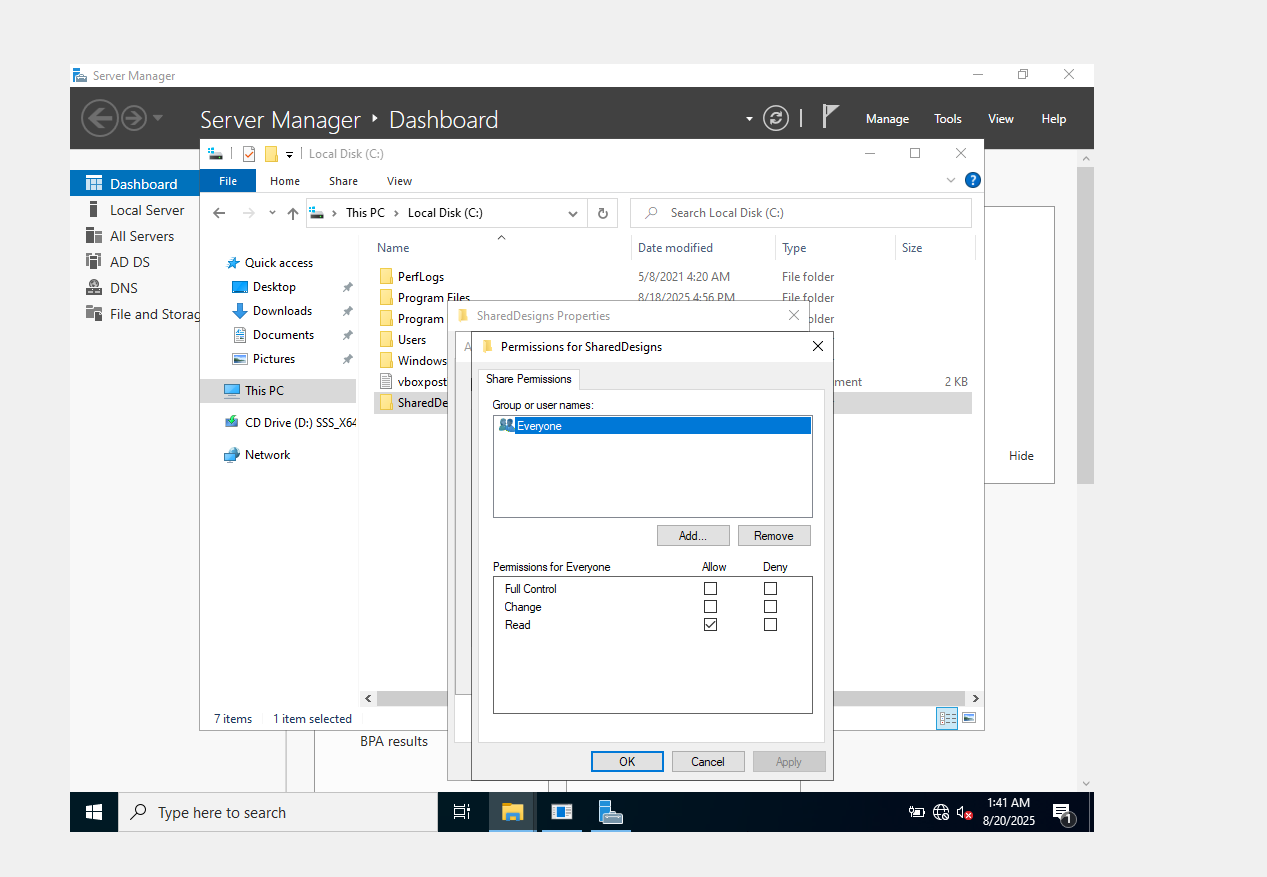 Server Manager
Server Manager ‣ Dashboard
Manage Tools View Help
Local Disk (C:)
File Home Share View
This PC › Local Disk (C:)
Search Local Disk (C:)
Dashboard
Local Server
All Servers
AD DS
DNS
File and Storag
Quick access
Desktop
Downloads
Documents
Pictures
This PC
CD Drive (D:) SSS_X64
Network
Name Date modified Type Size
PerfLogs 5/8/2021 4:20 AM File folder
Program Files 8/18/2025 4:56 PM File folder
Program older
Users
Windows
vboxpost ment 2 KB
SharedDe
SharedDesigns Properties
A
Permissions for SharedDesigns
Share Permissions
Group or user names:
Everyone
Add... Remove
Permissions for Everyone Allow Deny
Full Control
Change
Read
OK Cancel Apply
Hide
7 items 1 item selected
BPA results
Type here to search
1:41 AM
8/20/2025
1